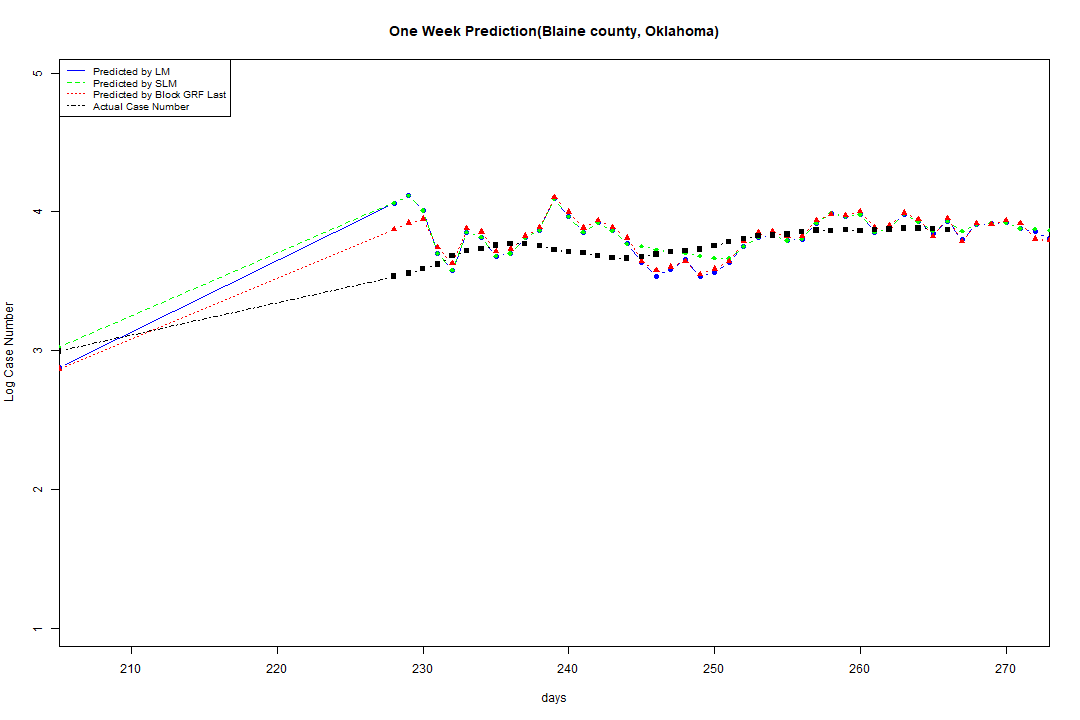 One Week Prediction(Blaine county, Oklahoma)
Predicted by LM
Predicted by SLM
Predicted by Block GRF Last
Actual Case Number
5
4
3
2
1
Log Case Number
210 220 230 240 250 260 270
days